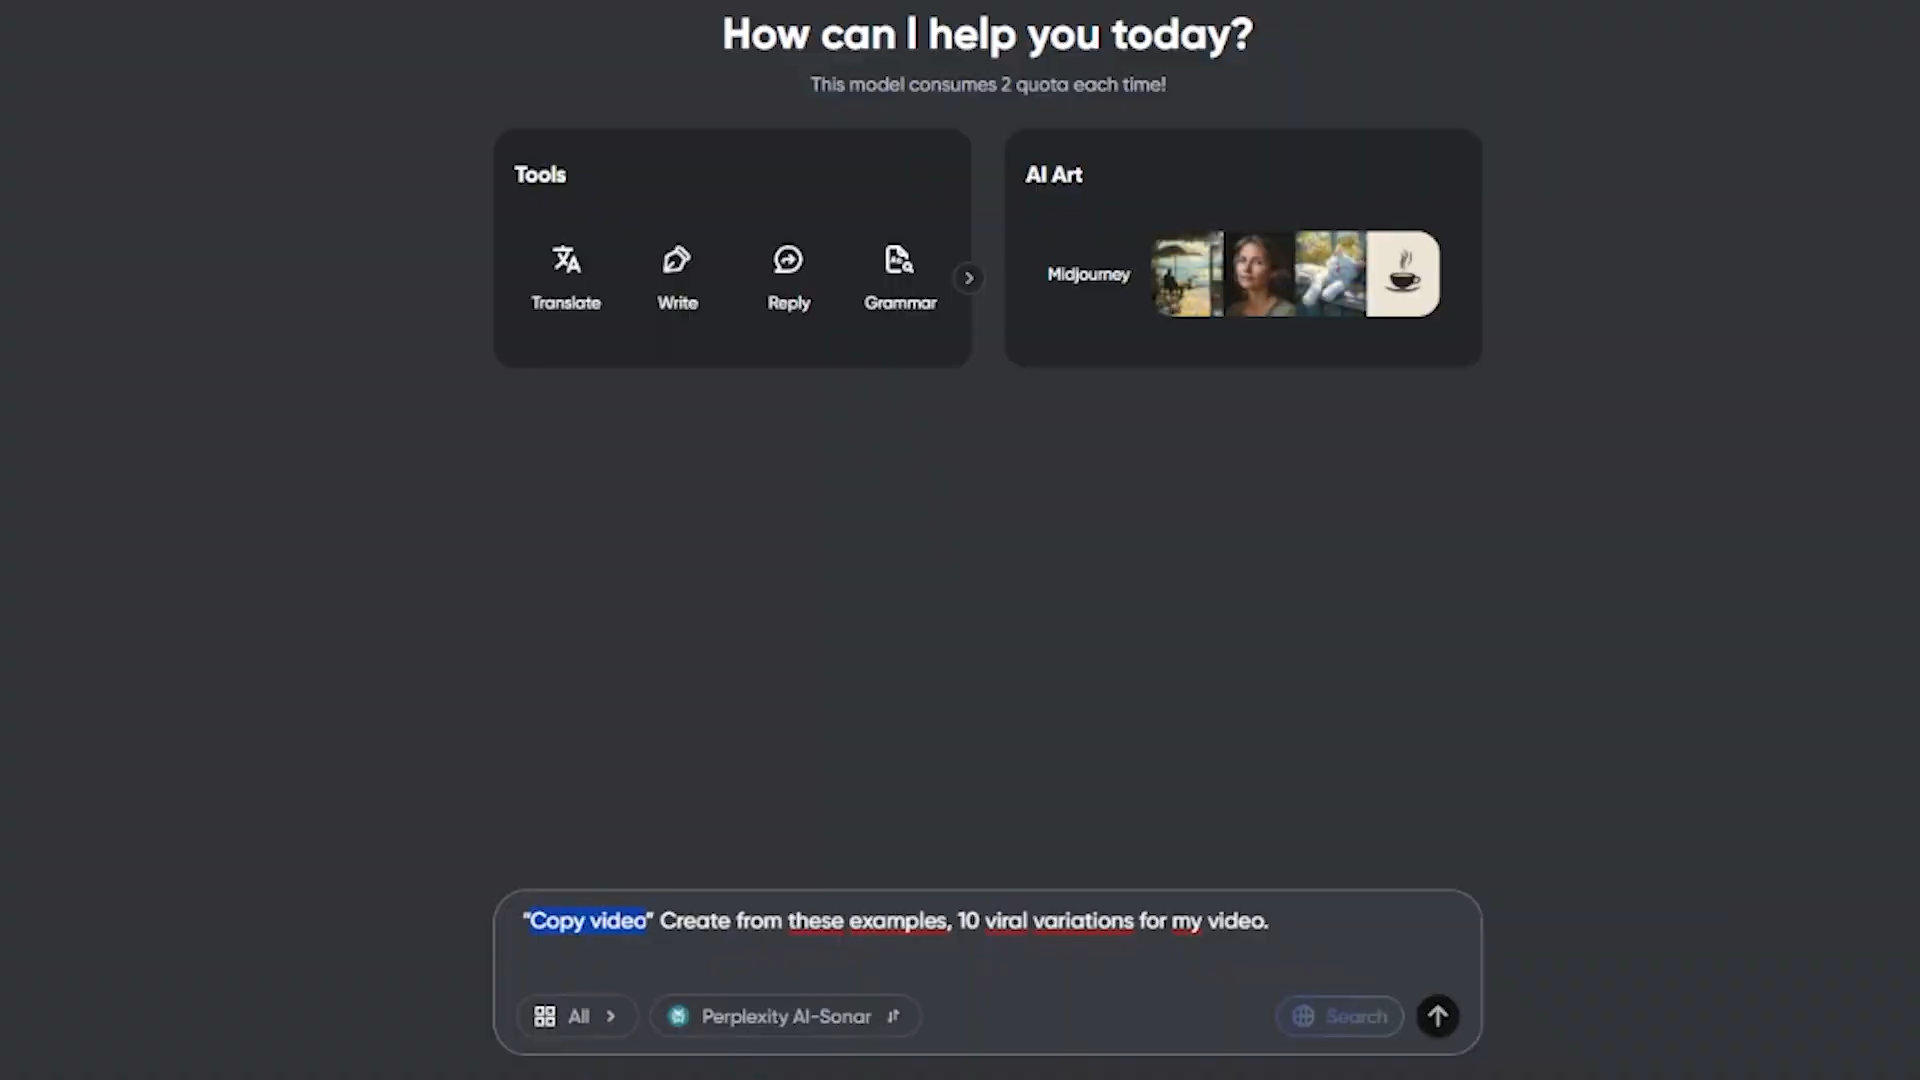 How can I help you today?
This model consumes 2 quota each time!
Tools
AI Art
Translate
Write
Reply
Grammar
Midjourney
“Copy video” Create from these examples, 10 viral variations for my video.
All
Perplexity AI-Sonar
Search